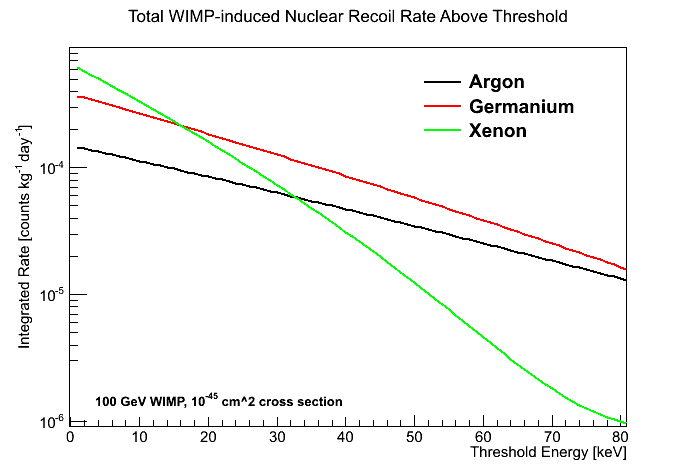 Total WIMP-induced Nuclear Recoil Rate Above Threshold
Integrated Rate [counts kg⁻¹ day⁻¹]
Argon
Germanium
Xenon
10⁻⁴
10⁻⁵
10⁻⁶
100 GeV WIMP, 10⁻⁴⁵ cm^2 cross section
0 10 20 30 40 50 60 70 80
Threshold Energy [keV]